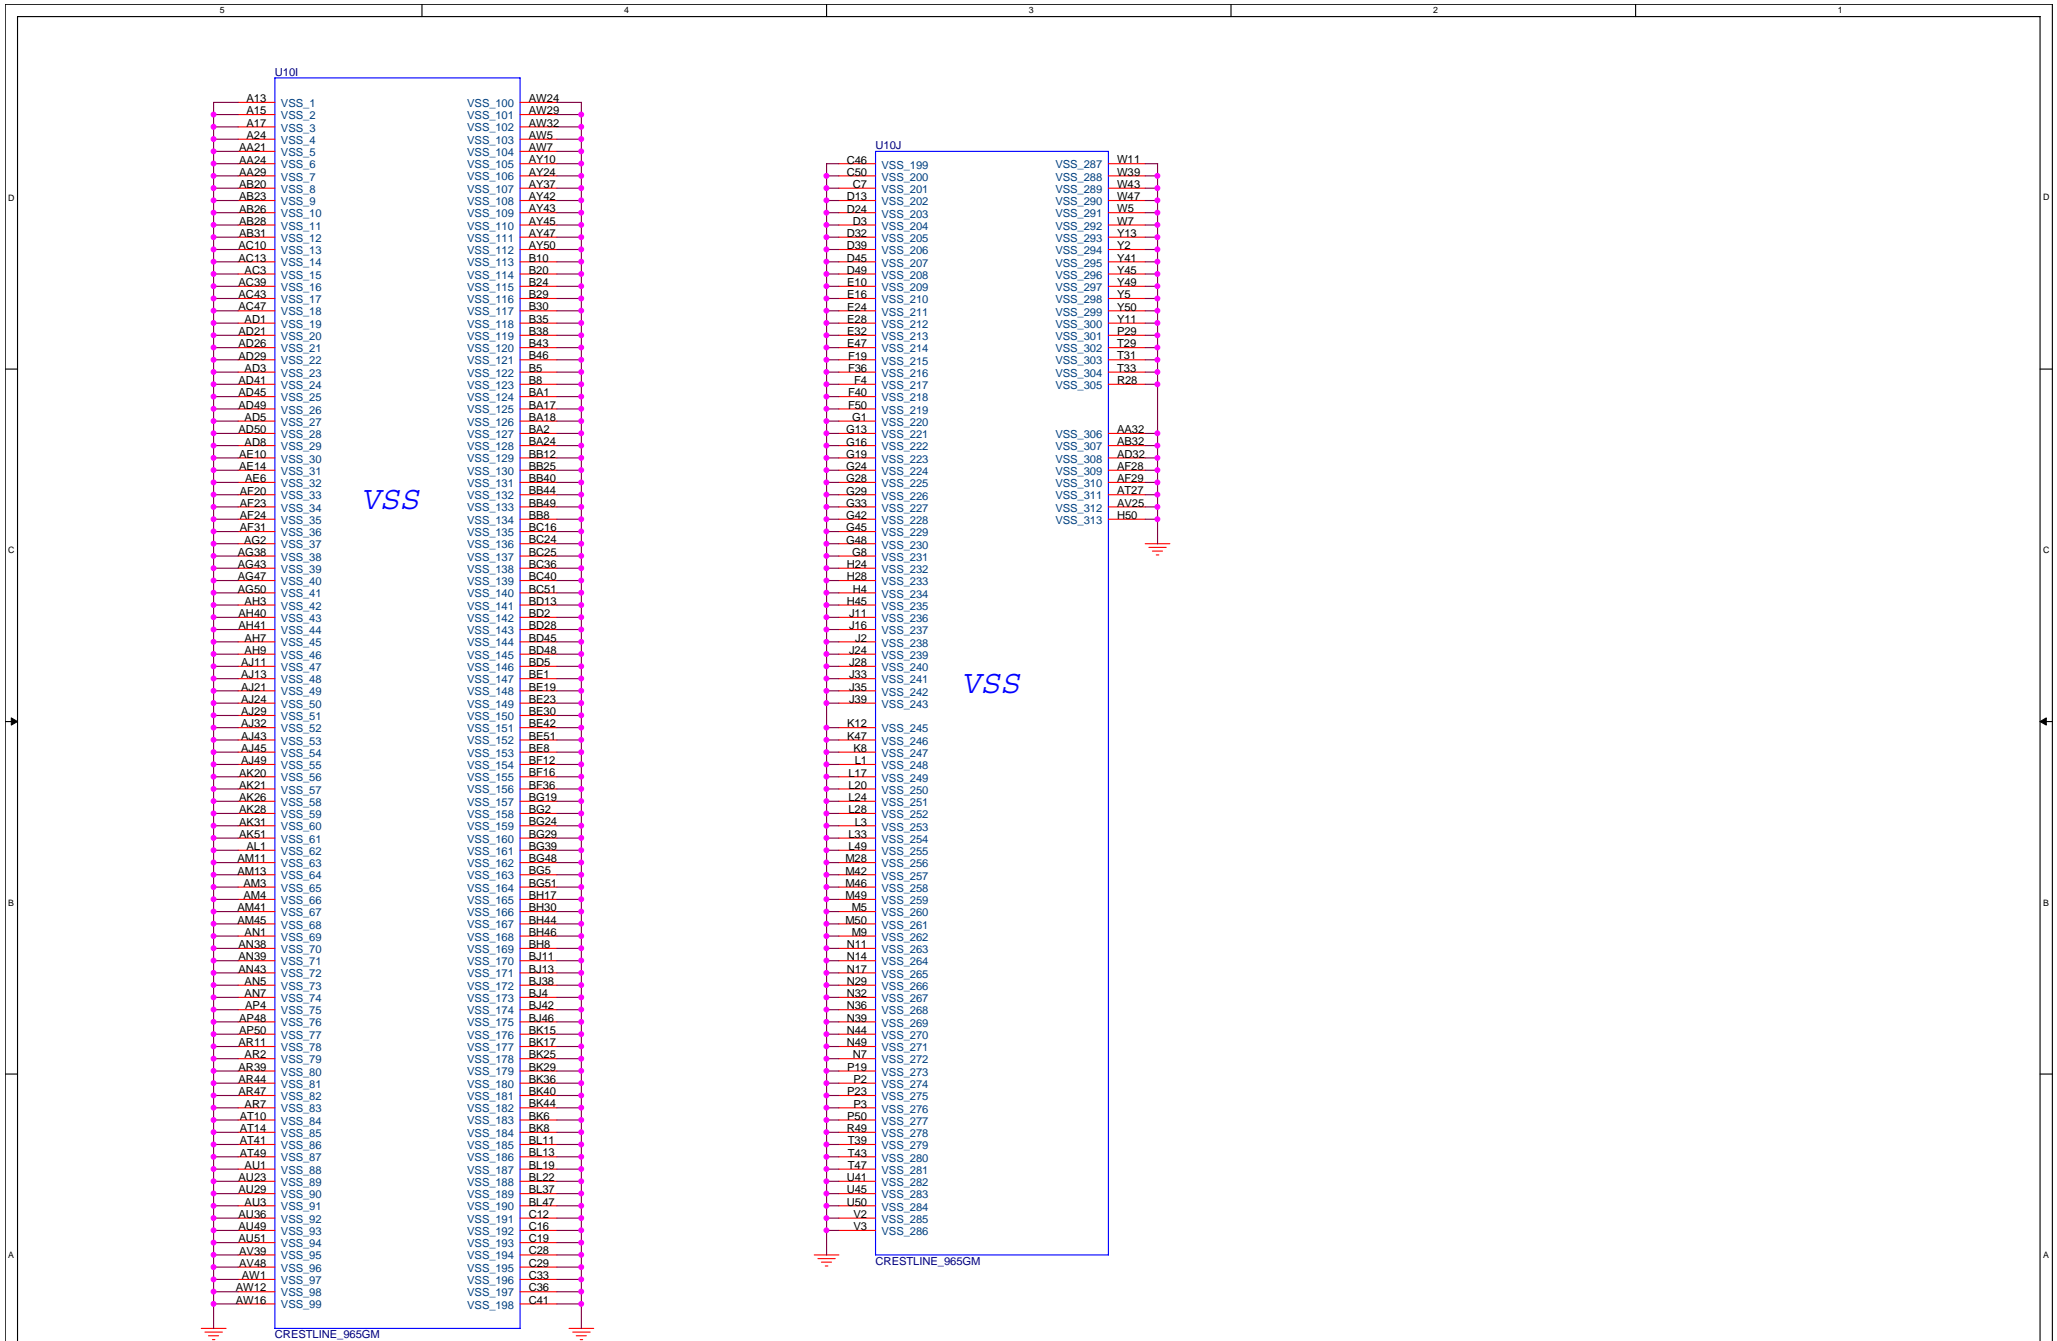 5 4 3 2 1
U10I
A13 VSS_1 VSS_100 AW24
A15 VSS_2 VSS_101 AW29
A17 VSS_3 VSS_102 AW32
A24 VSS_4 VSS_103 AW5
AA21 VSS_5 VSS_104 AW7
AA24 VSS_6 VSS_105 AY10
AA29 VSS_7 VSS_106 AY24
AB20 VSS_8 VSS_107 AY37
AB23 VSS_9 VSS_108 AY42
AB26 VSS_10 VSS_109 AY43
AB28 VSS_11 VSS_110 AY45
AB31 VSS_12 VSS_111 AY47
AC10 VSS_13 VSS_112 AY50
AC13 VSS_14 VSS_113 B10
AC3 VSS_15 VSS_114 B20
AC39 VSS_16 VSS_115 B24
AC43 VSS_17 VSS_116 B29
AC47 VSS_18 VSS_117 B30
AD1 VSS_19 VSS_118 B35
AD21 VSS_20 VSS_119 B38
AD26 VSS_21 VSS_120 B43
AD29 VSS_22 VSS_121 B46
AD3 VSS_23 VSS_122 B5
AD41 VSS_24 VSS_123 B8
AD45 VSS_25 VSS_124 BA1
AD49 VSS_26 VSS_125 BA17
AD5 VSS_27 VSS_126 BA18
AD50 VSS_28 VSS_127 BA2
AD8 VSS_29 VSS_128 BA24
AE10 VSS_30 VSS_129 BB12
AE14 VSS_31 VSS_130 BB25
AE6 VSS_32 VSS_131 BB40
AF20 VSS_33 VSS_132 BB44
AF23 VSS_34 VSS_133 BB49
AF24 VSS_35 VSS_134 BB8
AF31 VSS_36 VSS_135 BC16
AG2 VSS_37 VSS_136 BC24
AG38 VSS_38 VSS_137 BC25
AG43 VSS_39 VSS_138 BC36
AG47 VSS_40 VSS_139 BC40
AG50 VSS_41 VSS_140 BC51
AH3 VSS_42 VSS_141 BD13
AH40 VSS_43 VSS_142 BD2
AH41 VSS_44 VSS_143 BD28
AH7 VSS_45 VSS_144 BD45
AH9 VSS_46 VSS_145 BD48
AJ11 VSS_47 VSS_146 BD5
AJ13 VSS_48 VSS_147 BE1
AJ21 VSS_49 VSS_148 BE19
AJ24 VSS_50 VSS_149 BE23
AJ29 VSS_51 VSS_150 BE30
AJ32 VSS_52 VSS_151 BE42
AJ43 VSS_53 VSS_152 BE51
AJ45 VSS_54 VSS_153 BE8
AJ49 VSS_55 VSS_154 BF12
AK20 VSS_56 VSS_155 BF16
AK21 VSS_57 VSS_156 BF36
AK26 VSS_58 VSS_157 BG19
AK28 VSS_59 VSS_158 BG2
AK31 VSS_60 VSS_159 BG24
AK51 VSS_61 VSS_160 BG29
AL1 VSS_62 VSS_161 BG39
AM11 VSS_63 VSS_162 BG48
AM13 VSS_64 VSS_163 BG5
AM3 VSS_65 VSS_164 BG51
AM4 VSS_66 VSS_165 BH17
AM41 VSS_67 VSS_166 BH30
AM45 VSS_68 VSS_167 BH44
AN1 VSS_69 VSS_168 BH46
AN38 VSS_70 VSS_169 BH8
AN39 VSS_71 VSS_170 BJ11
AN43 VSS_72 VSS_171 BJ13
AN5 VSS_73 VSS_172 BJ38
AN7 VSS_74 VSS_173 BJ4
AP4 VSS_75 VSS_174 BJ42
AP48 VSS_76 VSS_175 BJ46
AP50 VSS_77 VSS_176 BK15
AR11 VSS_78 VSS_177 BK17
AR2 VSS_79 VSS_178 BK25
AR39 VSS_80 VSS_179 BK29
AR44 VSS_81 VSS_180 BK36
AR47 VSS_82 VSS_181 BK40
AR7 VSS_83 VSS_182 BK44
AT10 VSS_84 VSS_183 BK6
AT14 VSS_85 VSS_184 BK8
AT41 VSS_86 VSS_185 BL11
AT49 VSS_87 VSS_186 BL13
AU1 VSS_88 VSS_187 BL19
AU23 VSS_89 VSS_188 BL22
AU29 VSS_90 VSS_189 BL37
AU3 VSS_91 VSS_190 BL47
AU36 VSS_92 VSS_191 C12
AU49 VSS_93 VSS_192 C16
AU51 VSS_94 VSS_193 C19
AV39 VSS_95 VSS_194 C28
AV48 VSS_96 VSS_195 C29
AW1 VSS_97 VSS_196 C33
AW12 VSS_98 VSS_197 C36
AW16 VSS_99 VSS_198 C41
VSS
CRESTLINE_965GM
U10J
C46 VSS_199 VSS_287 W11
C50 VSS_200 VSS_288 W39
C7 VSS_201 VSS_289 W43
D13 VSS_202 VSS_290 W47
D24 VSS_203 VSS_291 W5
D3 VSS_204 VSS_292 W7
D32 VSS_205 VSS_293 Y13
D39 VSS_206 VSS_294 Y2
D45 VSS_207 VSS_295 Y41
D49 VSS_208 VSS_296 Y45
E10 VSS_209 VSS_297 Y49
E16 VSS_210 VSS_298 Y5
E24 VSS_211 VSS_299 Y50
E28 VSS_212 VSS_300 Y11
E32 VSS_213 VSS_301 P29
E47 VSS_214 VSS_302 T29
F19 VSS_215 VSS_303 T31
F36 VSS_216 VSS_304 T33
F4 VSS_217 VSS_305 R28
F40 VSS_218
F50 VSS_219
G1 VSS_220
G13 VSS_221 VSS_306 AA32
G16 VSS_222 VSS_307 AB32
G19 VSS_223 VSS_308 AD32
G24 VSS_224 VSS_309 AF28
G28 VSS_225 VSS_310 AF29
G29 VSS_226 VSS_311 AT27
G33 VSS_227 VSS_312 AV25
G42 VSS_228 VSS_313 H50
G45 VSS_229
G48 VSS_230
G8 VSS_231
H24 VSS_232
H28 VSS_233
H4 VSS_234
H45 VSS_235
J11 VSS_236
J16 VSS_237
J2 VSS_238
J24 VSS_239
J28 VSS_240
J33 VSS_241
J35 VSS_242
J39 VSS_243
K12 VSS_245
K47 VSS_246
K8 VSS_247
L1 VSS_248
L17 VSS_249
L20 VSS_250
L24 VSS_251
L28 VSS_252
L3 VSS_253
L33 VSS_254
L49 VSS_255
M28 VSS_256
M42 VSS_257
M46 VSS_258
M49 VSS_259
M5 VSS_260
M50 VSS_261
M9 VSS_262
N11 VSS_263
N14 VSS_264
N17 VSS_265
N29 VSS_266
N32 VSS_267
N36 VSS_268
N39 VSS_269
N44 VSS_270
N49 VSS_271
N7 VSS_272
P19 VSS_273
P2 VSS_274
P23 VSS_275
P3 VSS_276
P50 VSS_277
R49 VSS_278
T39 VSS_279
T43 VSS_280
T47 VSS_281
U41 VSS_282
U45 VSS_283
U50 VSS_284
V2 VSS_285
V3 VSS_286
VSS
CRESTLINE_965GM
D D
C C
B B
A A